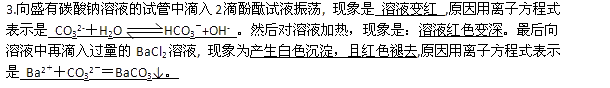 3.向盛有碳酸钠溶液的试管中滴入2滴酚酞试液振荡, 现象是 溶液变红 ,原因用离子方程式
表示是 CO₃²⁻＋H₂O ⇌ HCO₃⁻+OH⁻ 。然后对溶液加热，现象是：溶液红色变深。最后向
溶液中再滴入过量的 BaCl₂溶液, 现象为产生白色沉淀，且红色褪去,原因用离子方程式表示
是 Ba²⁺＋CO₃²⁻＝BaCO₃↓。